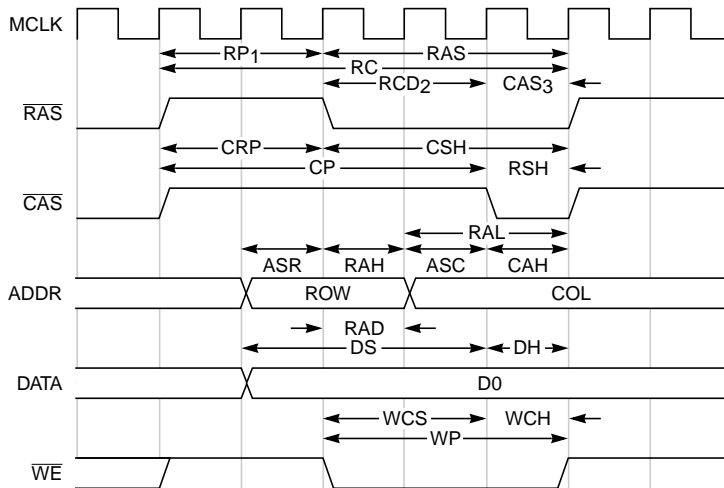 MCLK
RP1 RAS
RC
RCD2 CAS3
RAS
CRP CSH
CP RSH
CAS
RAL
ASR RAH ASC CAH
ADDR ROW COL
RAD
DS DH
DATA D0
WCS WCH
WP
WE